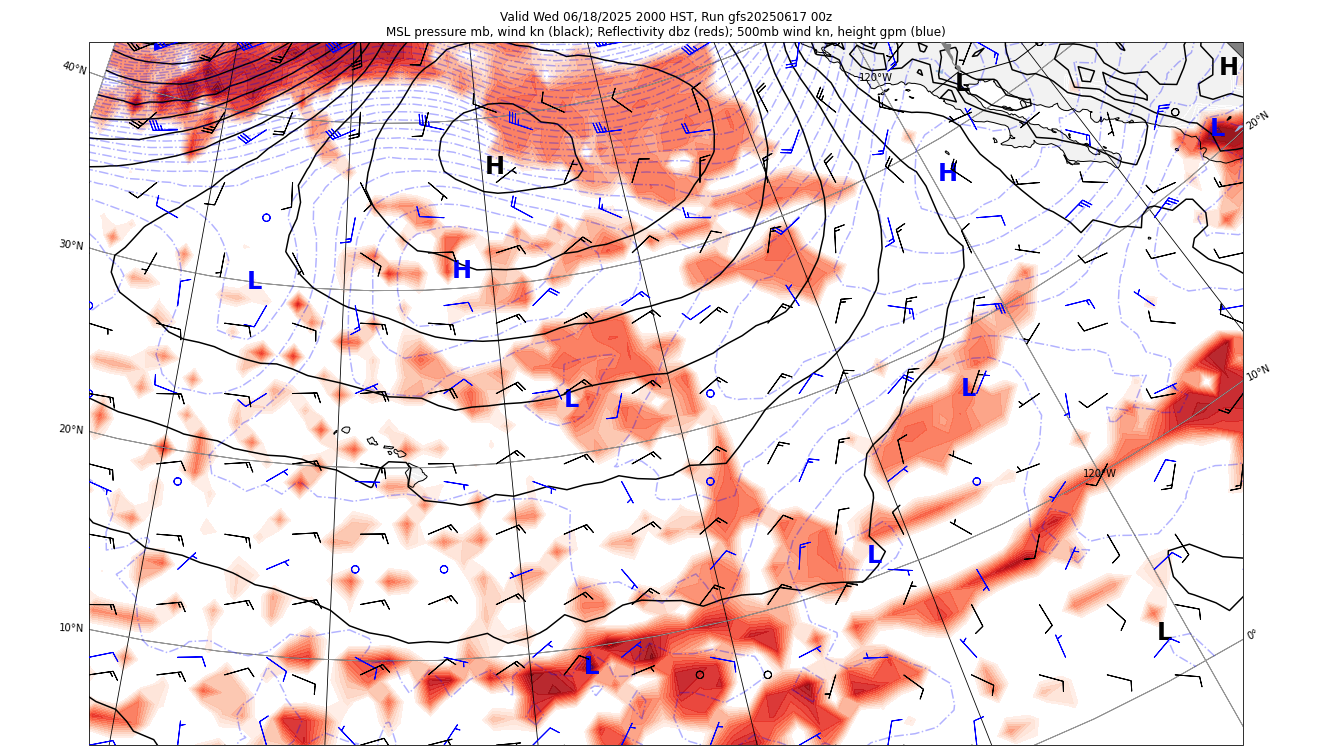 Valid Wed 06/18/2025 2000 HST, Run gfs20250617 00z
MSL pressure mb, wind kn (black); Reflectivity dbz (reds); 500mb wind kn, height gpm (blue)
40°N
120°W
L
H
L
20°N
H
H
30°N
H
L
10°N
L
L
20°N
120°W
L
10°N
L
0°
L